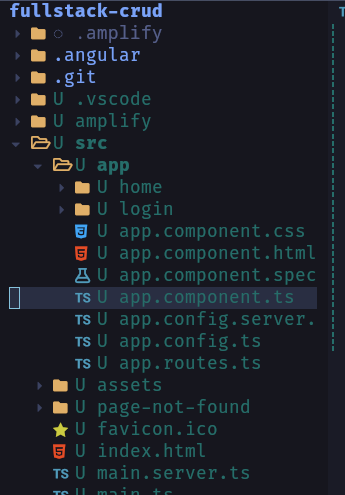 fullstack-crud
.amplify
.angular
.git
U .vscode
U amplify
U src
U app
U home
U login
U app.component.css
U app.component.html
U app.component.spec
TS U app.component.ts
TS U app.config.server.
TS U app.config.ts
TS U app.routes.ts
U assets
U page-not-found
U favicon.ico
U index.html
TS U main.server.ts
TS U main.ts